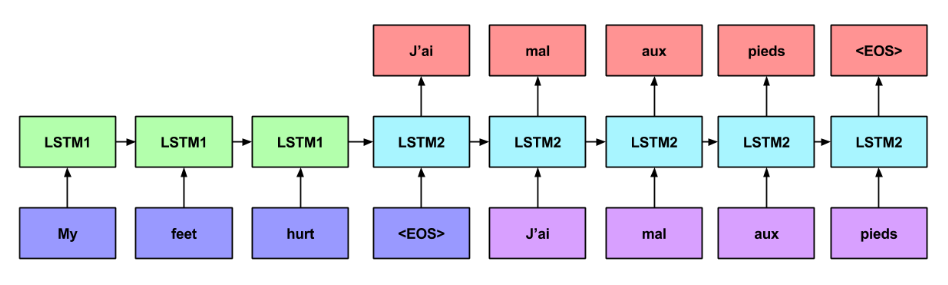 J'ai mal aux pieds <EOS>
LSTM1 LSTM1 LSTM1 LSTM2 LSTM2 LSTM2 LSTM2 LSTM2
My feet hurt <EOS> J'ai mal aux pieds